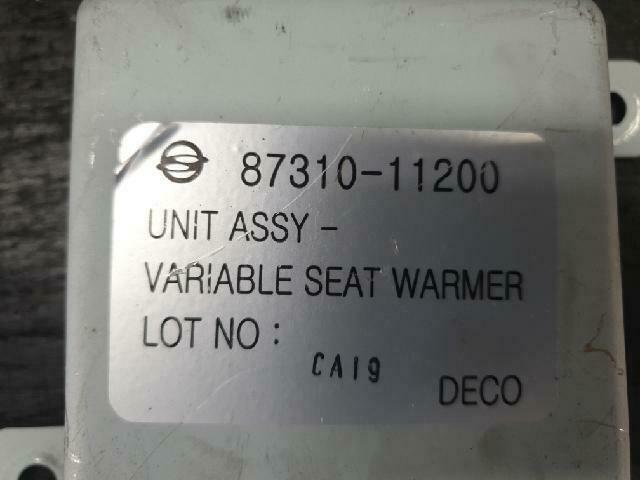 87310-11200
UNIT ASSY -
VARIABLE SEAT WARMER
LOT NO :
CA19
DECO